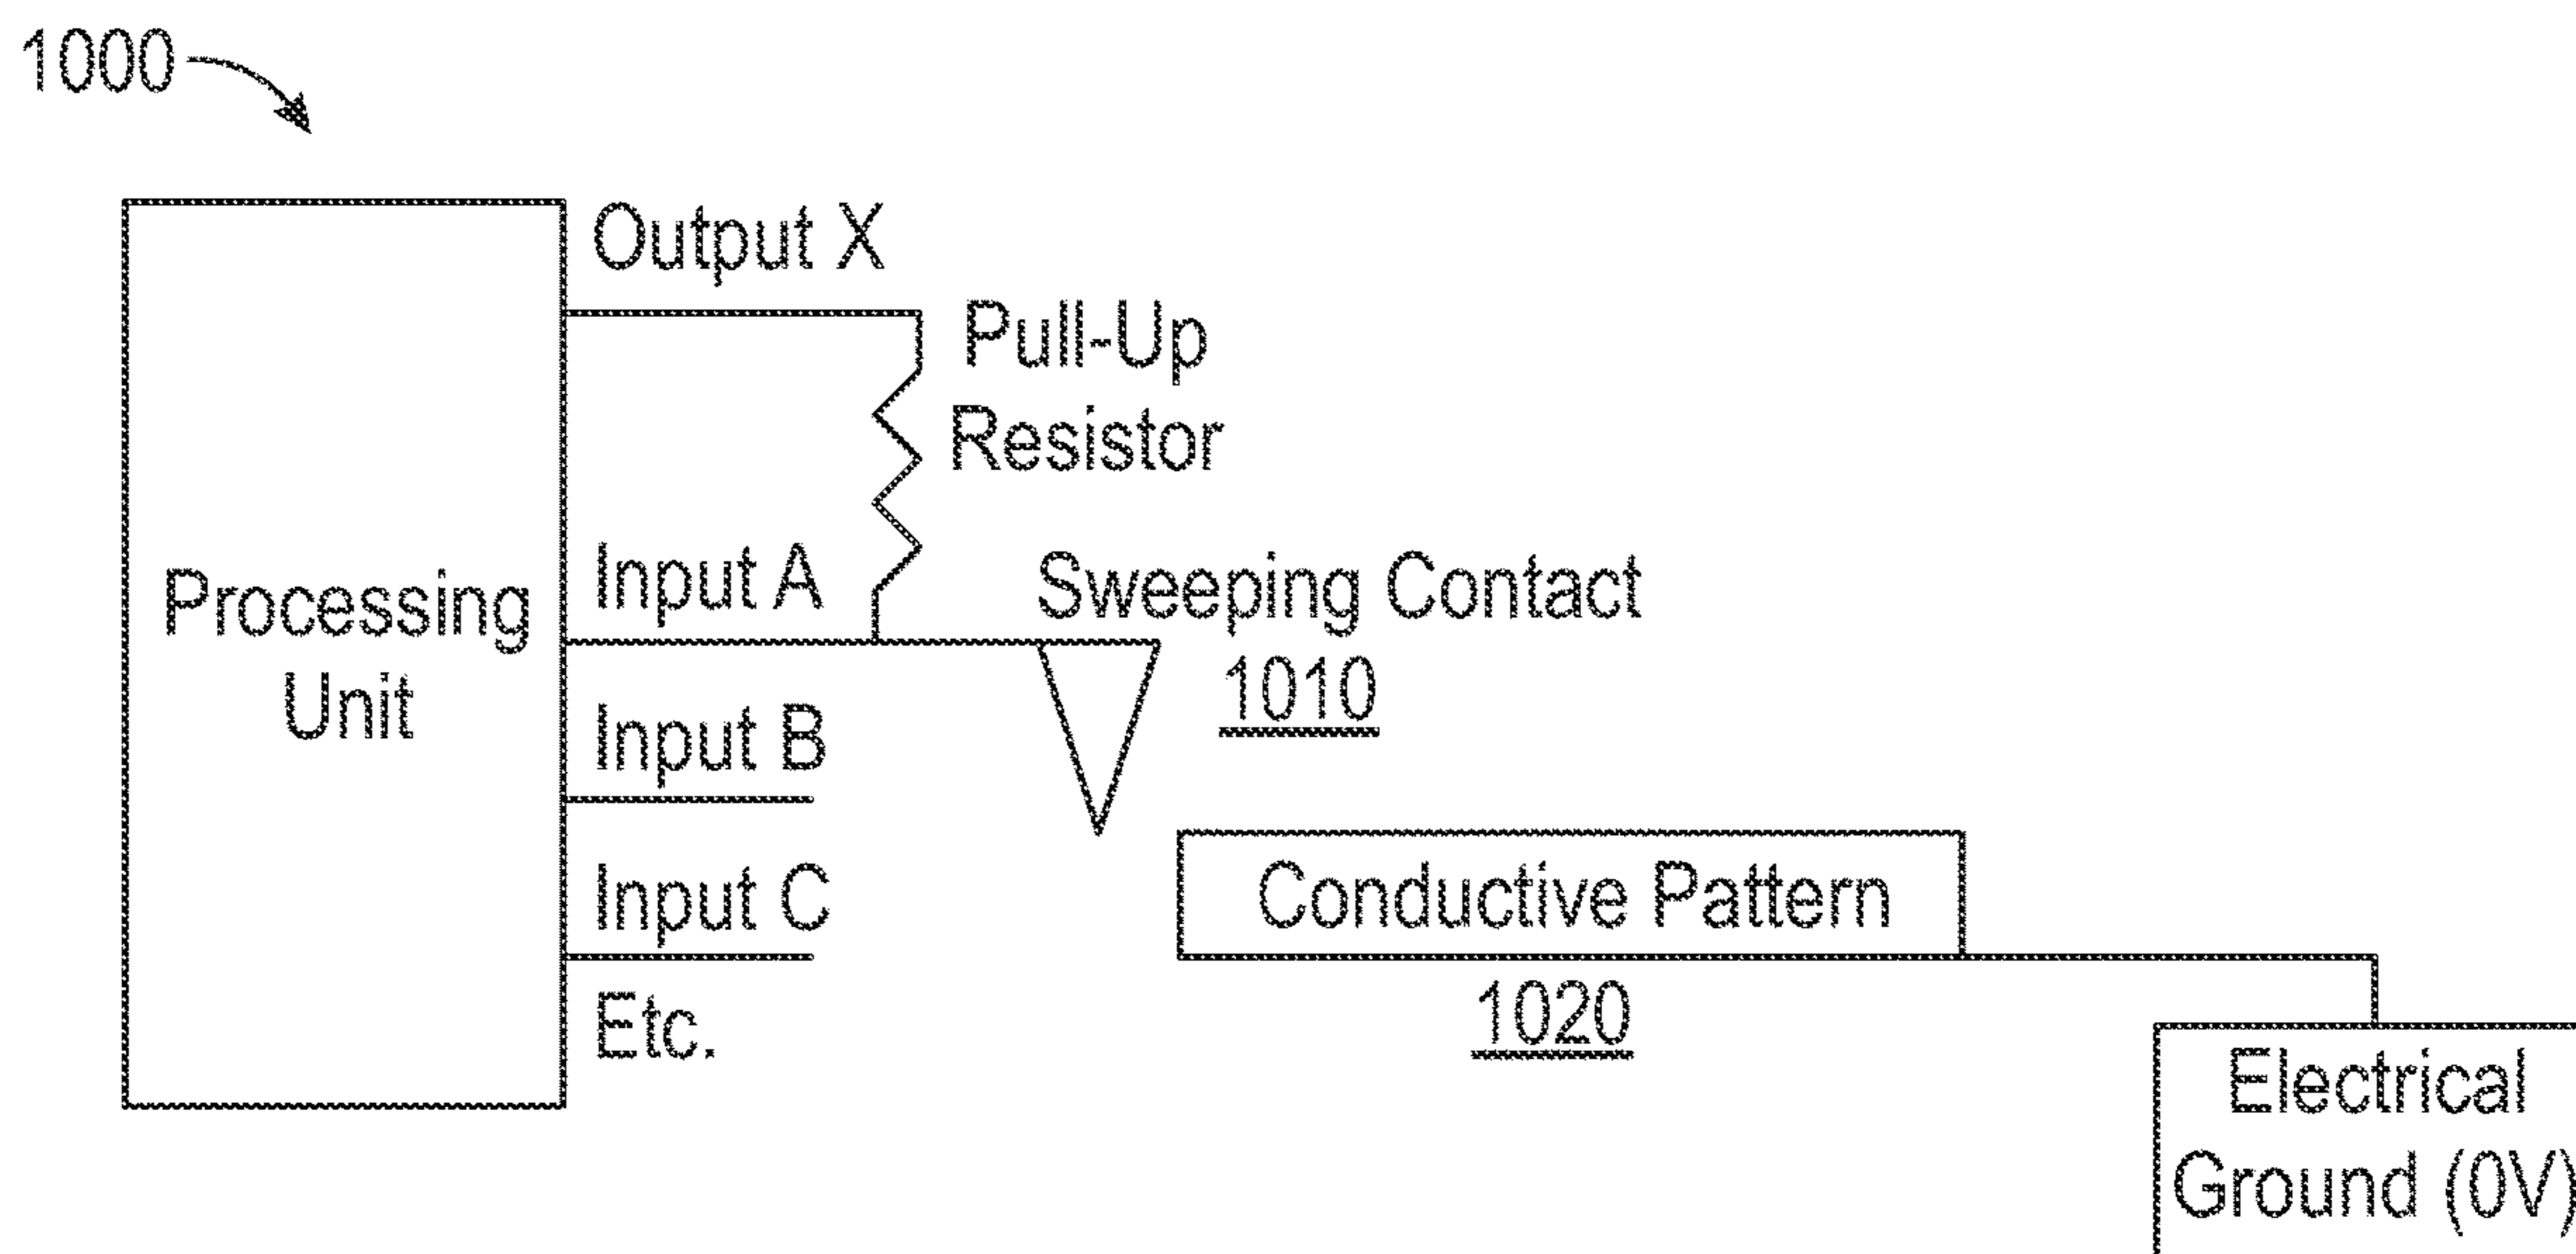 1000
Output X
Pull-Up
Resistor
Input A
Sweeping Contact
1010
Processing
Unit
Input B
Input C
Conductive Pattern
1020
Etc.
Electrical
Ground (0V)